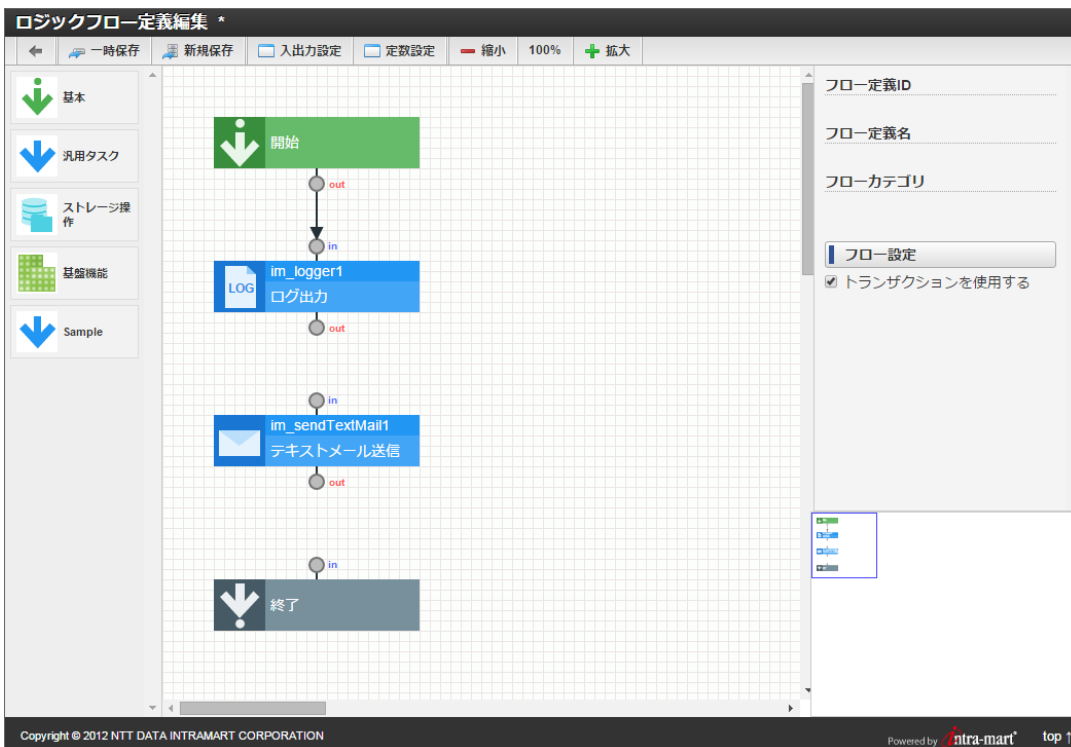 ロジックフロー定義編集 *
一時保存 新規保存 入出力設定 定数設定 縮小 100% 拡大
基本
汎用タスク
ストレージ操
作
基盤機能
Sample
開始
out
in
im_logger1
LOG
ログ出力
out
in
im_sendTextMail1
テキストメール送信
out
in
終了
フロー定義ID
フロー定義名
フローカテゴリ
フロー設定
トランザクションを使用する
Copyright © 2012 NTT DATA INTRAMART CORPORATION
Powered by intra-mart
top ↑